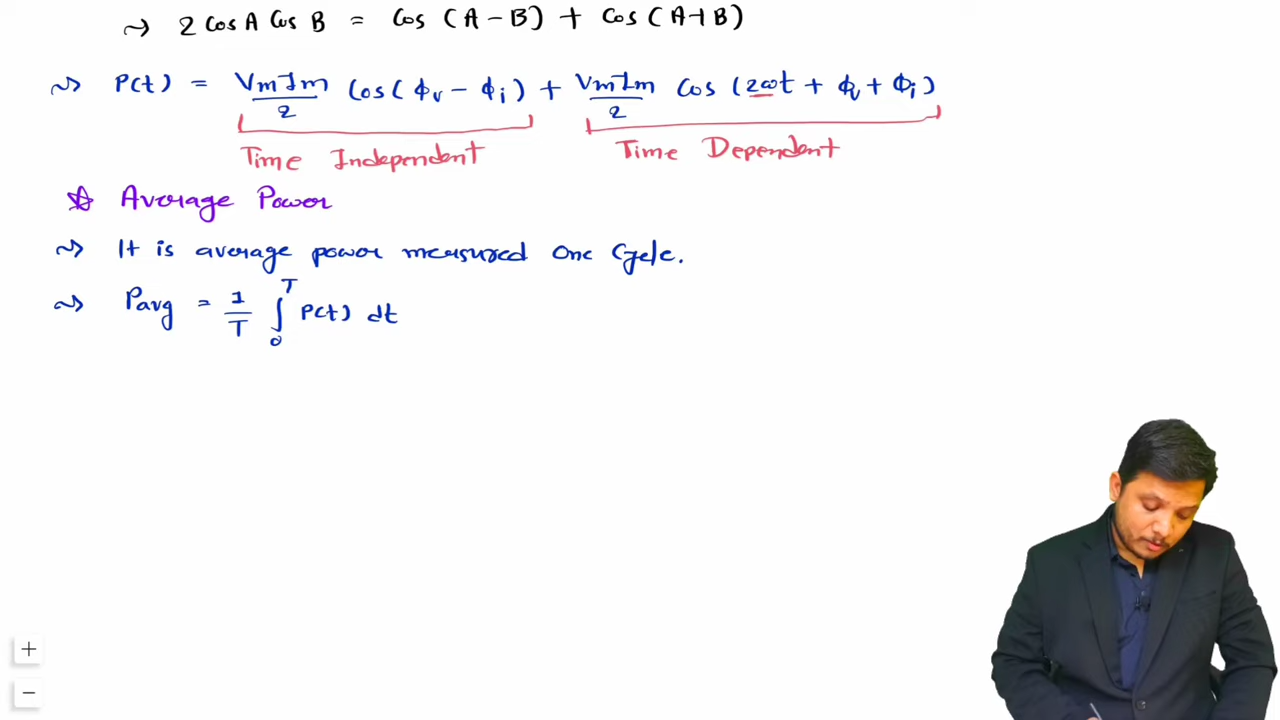 ~> 2 Cos A Cos B = Cos (A - B) + Cos (A + B)
~> P(t) = VmIm/2 Cos(ϕv - ϕi) + VmIm/2 Cos (2ωt + ϕv + ϕi)
Time Independent Time Dependent
☆ Average Power
~> It is average power measured One Cycle.
~> Pavg = 1/T ∫₀ᵀ P(t) dt
+
−